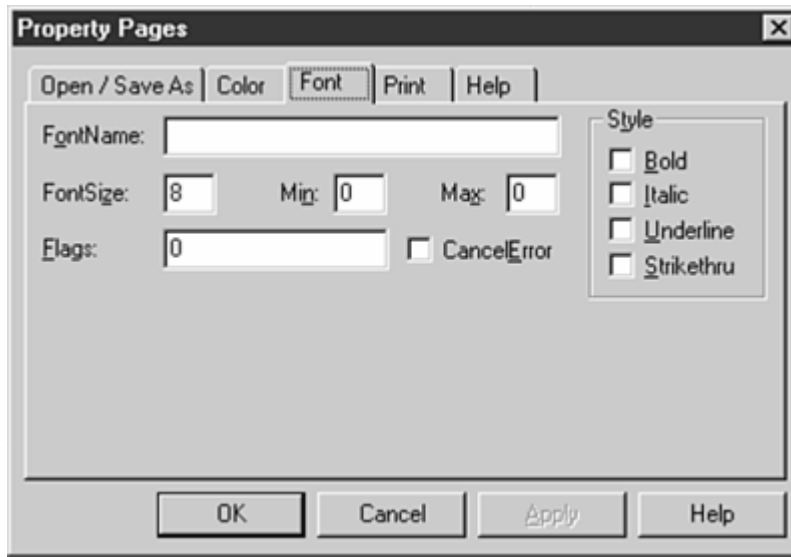 Property Pages
Open / Save As Color Font Print Help
FontName:
FontSize: 8 Min: 0 Max: 0
Flags: 0 CancelError
Style
Bold
Italic
Underline
Strikethru
OK Cancel Apply Help